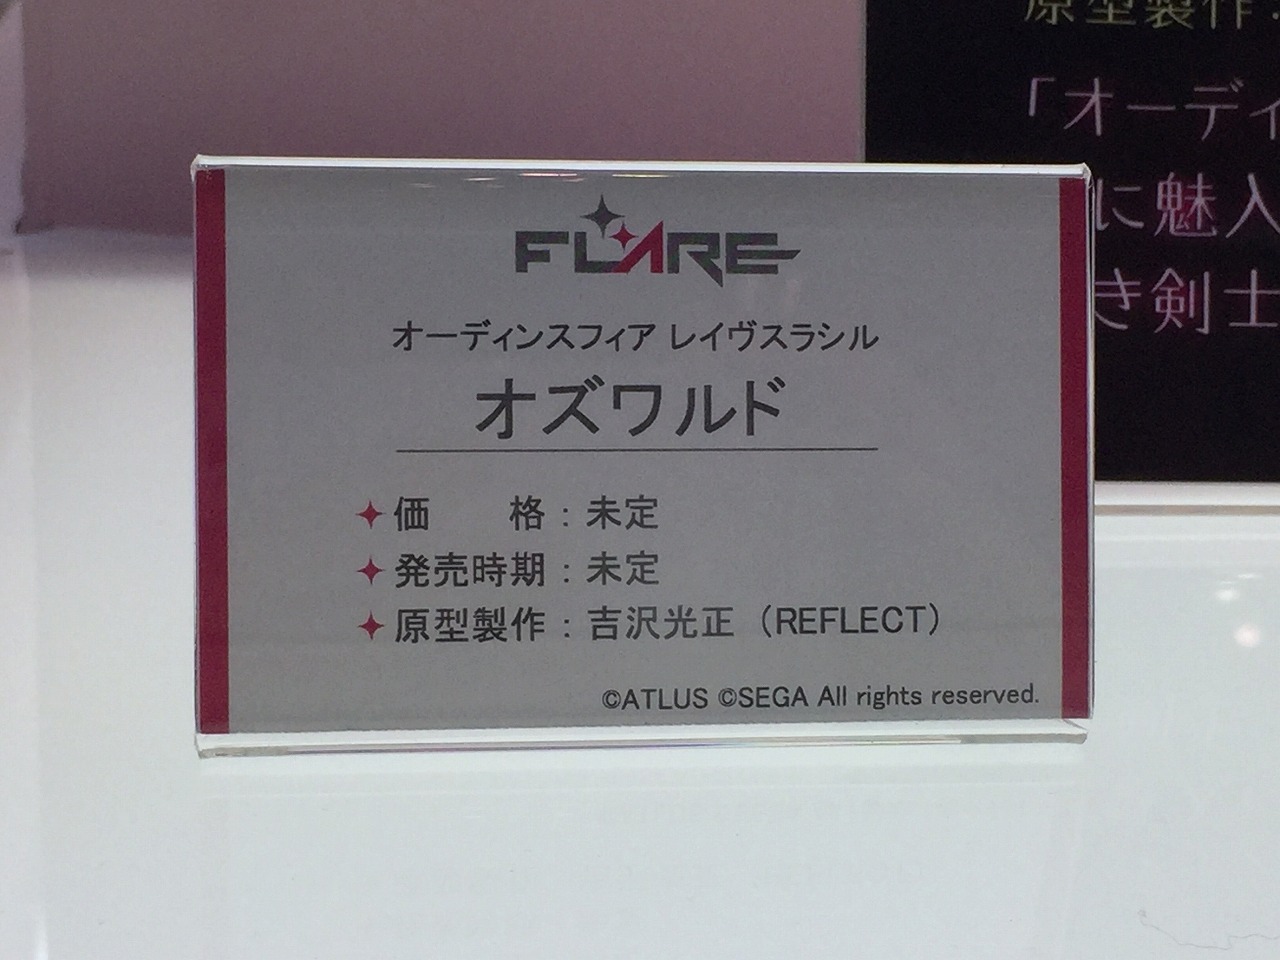 原型製作：
「オーディ
に魅入
き剣士
FLARE
オーディンスフィア レイヴスラシル
オズワルド
価　　格：未定
発売時期：未定
原型製作：吉沢光正（REFLECT）
©ATLUS ©SEGA All rights reserved.